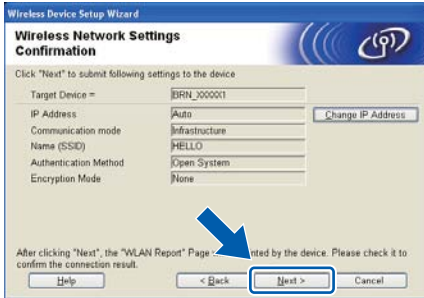 Wireless Device Setup Wizard
Wireless Network Settings
Confirmation
Click "Next" to submit following settings to the device
Target Device = BRN_XXXXX1
IP Address Auto Change IP Address
Communication mode Infrastructure
Name (SSID) HELLO
Authentication Method Open System
Encryption Mode None
After clicking "Next", the "WLAN Report" Page nted by the device. Please check it to
confirm the connection result.
Help < Back Next > Cancel